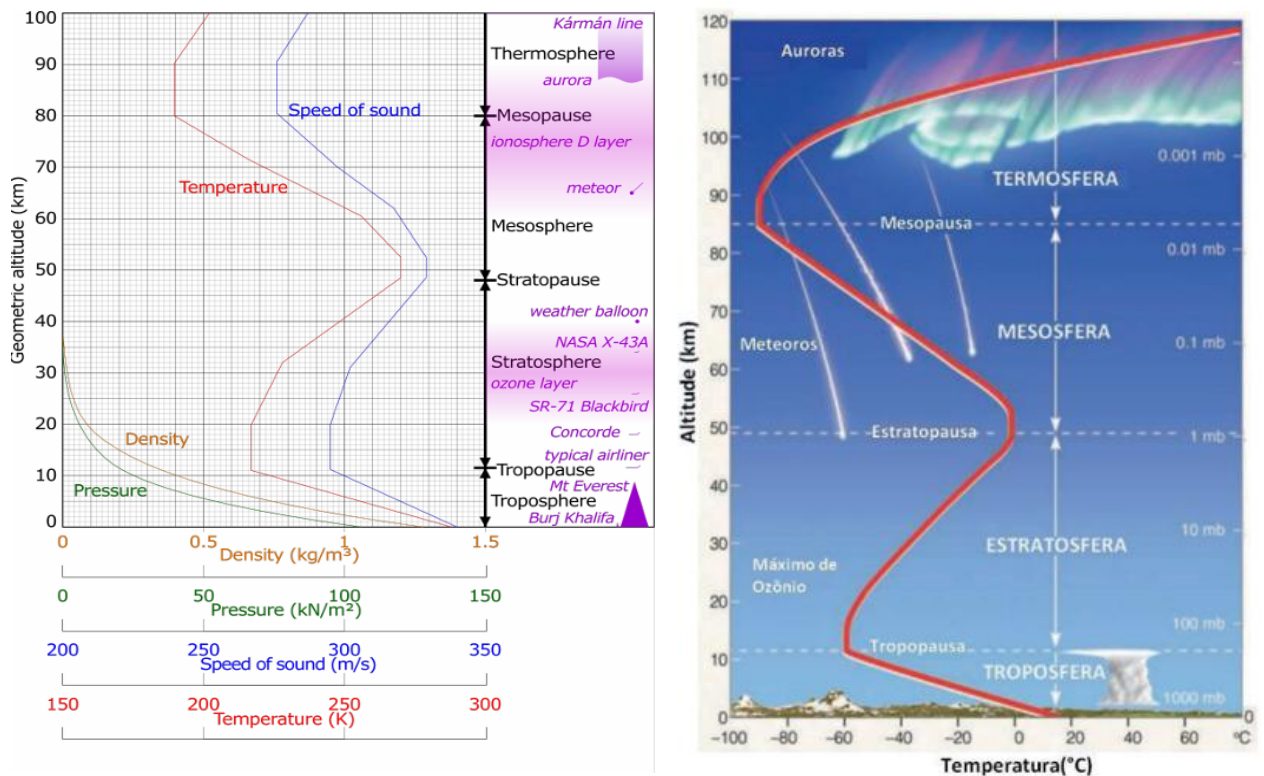 Geometric altitude (km)
100
90
80
70
60
50
40
30
20
10
0
Temperature
Speed of sound
Density
Pressure
Kármán line
Thermosphere
aurora
Mesopause
ionosphere D layer
meteor
Mesosphere
Stratopause
weather balloon
NASA X-43A
Stratosphere
ozone layer
SR-71 Blackbird
Concorde
typical airliner
Tropopause
Mt Everest
Troposphere
Burj Khalifa
0 0.5 1 1.5
Density (kg/m³)
0 50 100 150
Pressure (kN/m²)
200 250 300 350
Speed of sound (m/s)
150 200 250 300
Temperature (K)
Altitude (km)
120
110
100
90
80
70
60
50
40
30
20
10
0
Auroras
0.001 mb
TERMOSFERA
Mesopausa
0.01 mb
MESOSFERA
Meteoros
0.1 mb
Estratopausa
1 mb
10 mb
ESTRATOSFERA
Máximo de
Ozônio
100 mb
Tropopausa
TROPOSFERA
1000 mb
0
−100 −80 −60 −40 −20 0 20 40 60 ºC
Temperatura(°C)